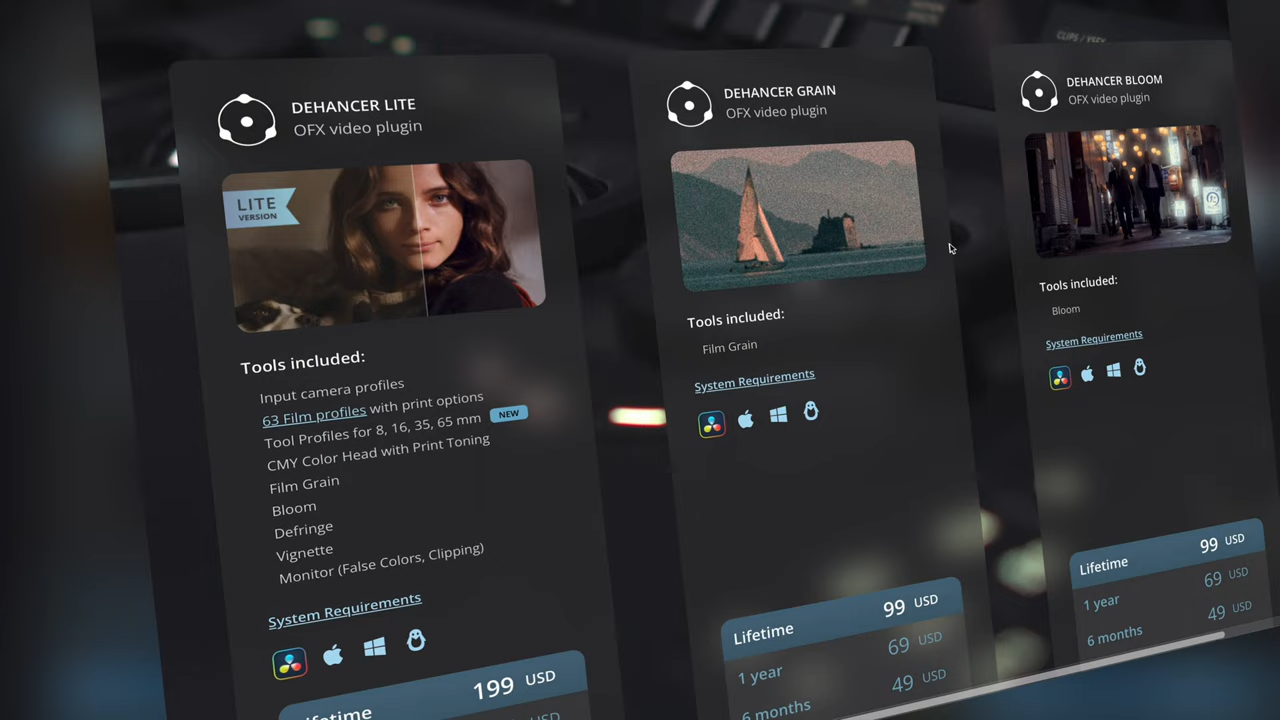 DEHANCER LITE
OFX video plugin
LITE
VERSION
Tools included:
Input camera profiles
63 Film profiles with print options
Tool Profiles for 8, 16, 35, 65 mm NEW
CMY Color Head with Print Toning
Film Grain
Bloom
Defringe
Vignette
Monitor (False Colors, Clipping)
System Requirements
Lifetime 199 USD
USD
DEHANCER GRAIN
OFX video plugin
Tools included:
Film Grain
System Requirements
Lifetime 99 USD
1 year 69 USD
6 months 49 USD
CLIPS
DEHANCER BLOOM
OFX video plugin
Tools included:
Bloom
System Requirements
Lifetime 99 USD
1 year 69 USD
6 months 49 USD